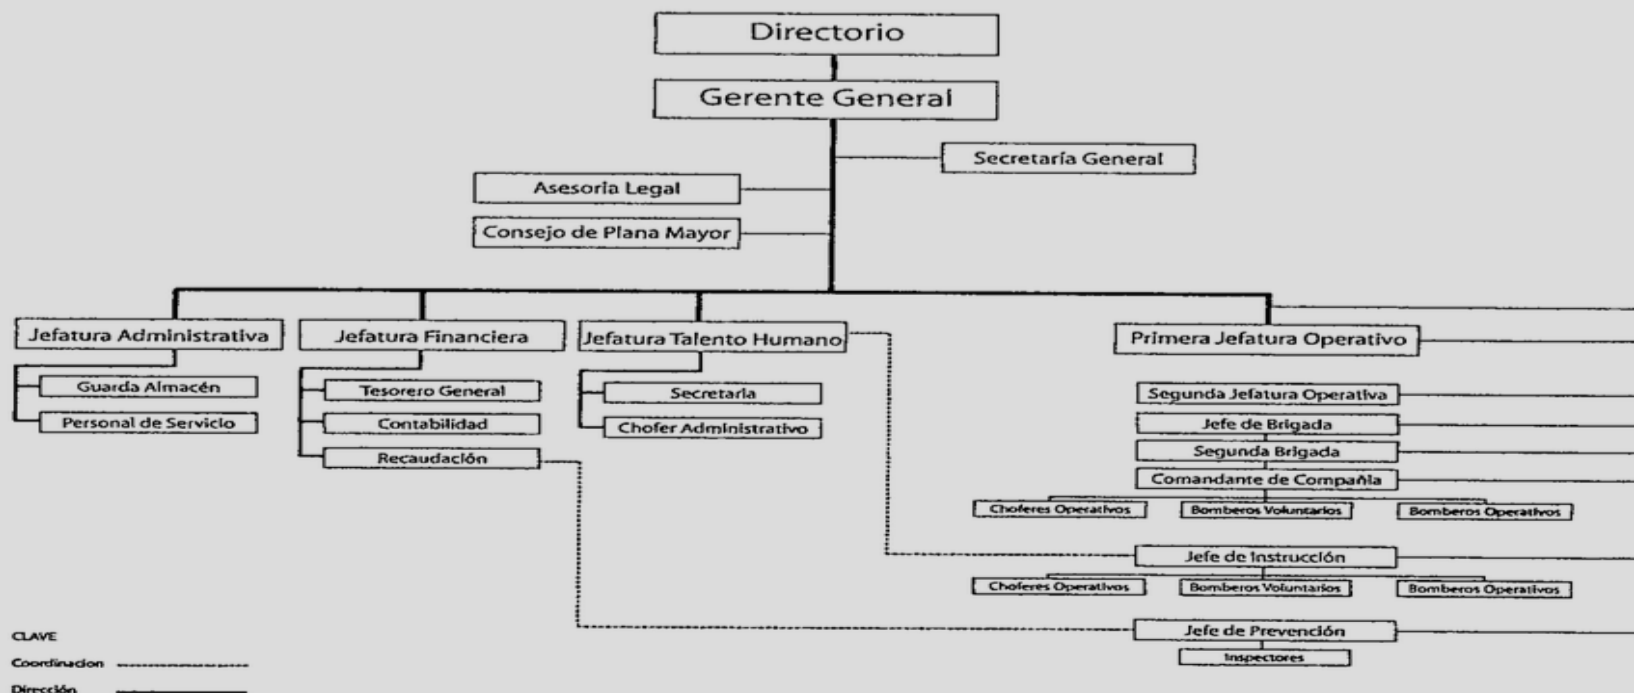 Directorio
Gerente General
Secretaría General
Asesoria Legal
Consejo de Plana Mayor
Jefatura Administrativa
Guarda Almacén
Personal de Servicio
Jefatura Financiera
Tesorero General
Contabilidad
Recaudación
Jefatura Talento Humano
Secretaria
Chofer Administrativo
Primera Jefatura Operativo
Segunda Jefatura Operativa
Jefe de Brigada
Segunda Brigada
Comandante de Compañia
Choferes Operativos
Bomberos Voluntarios
Bomberos Operativos
Jefe de Instrucción
Choferes Operativos
Bomberos Voluntarios
Bomberos Operativos
Jefe de Prevención
Inspectores
CLAVE
Coordinacion
Dirección